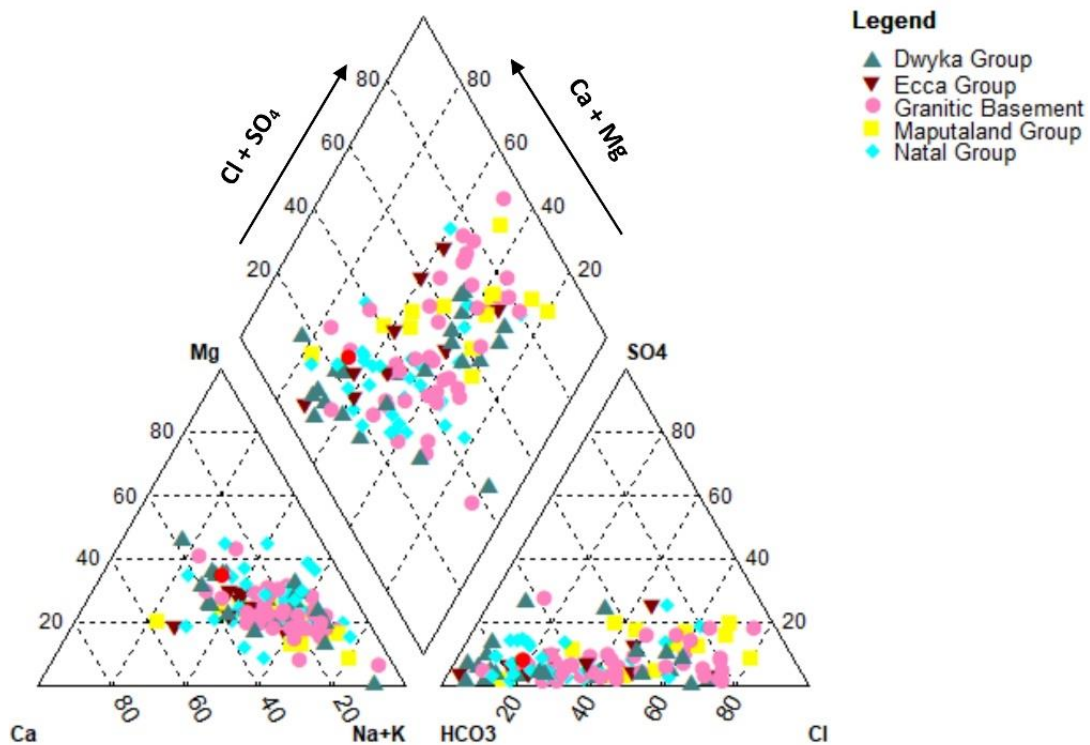 Legend
Dwyka Group
Ecca Group
Granitic Basement
Maputaland Group
Natal Group
80 80
Cl + SO₄ Ca + Mg
60 60
40 40
20 20
Mg SO4
80 80
60 60
40 40
20 20
80 60 40 20 20 40 60 80
Ca Na+K HCO3 Cl